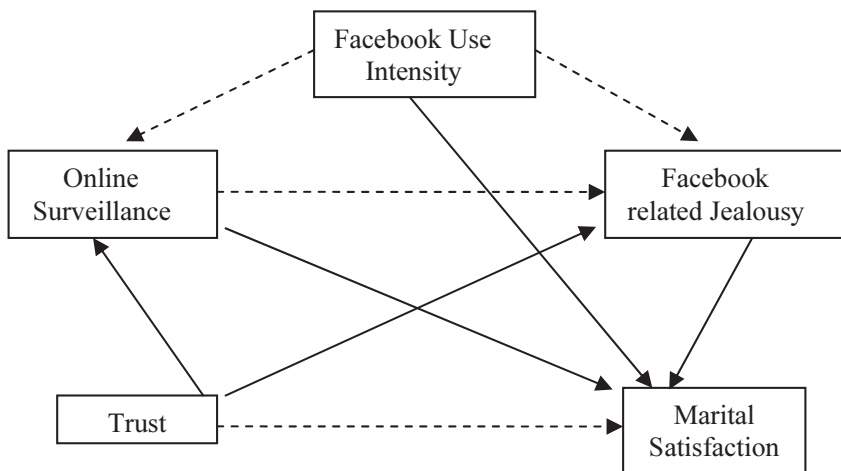 Facebook Use
Intensity
Online
Surveillance
Facebook
related Jealousy
Trust
Marital
Satisfaction